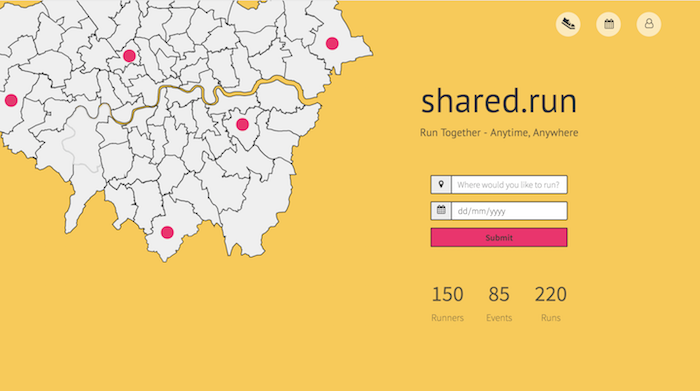 shared.run
Run Together - Anytime, Anywhere
Where would you like to run?
dd/mm/yyyy
Submit
150 85 220
Runners Events Runs